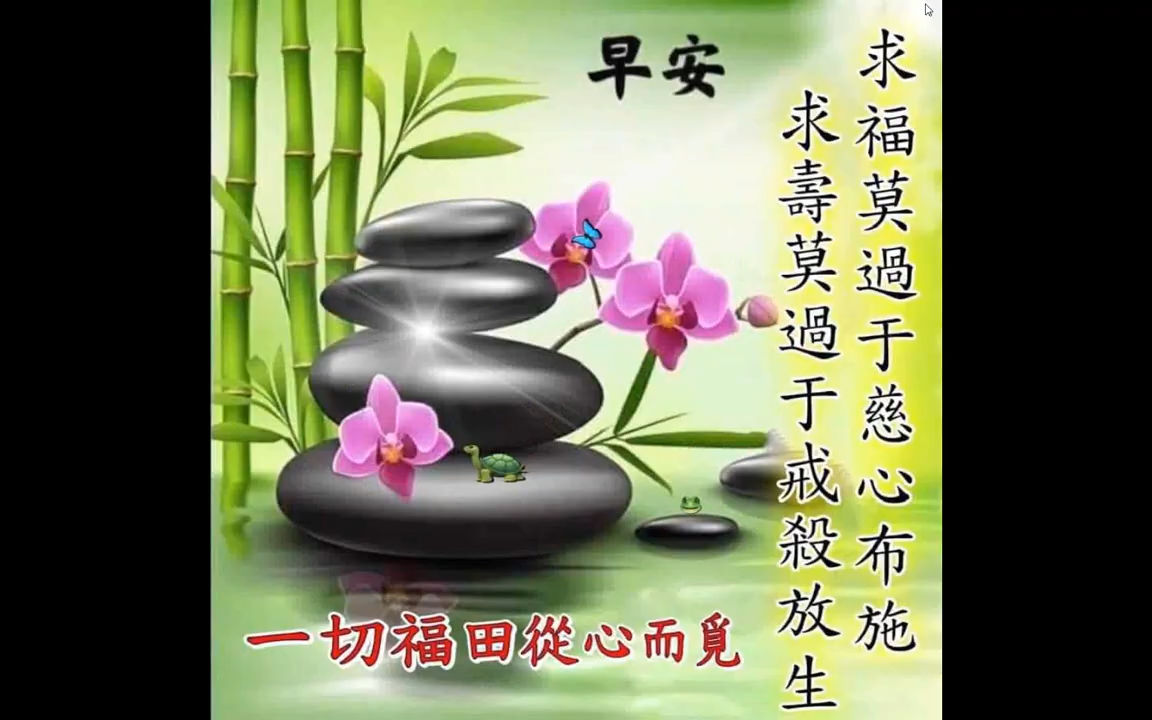 早安
求福莫過于慈心布施
求壽莫過于戒殺放生
一切福田從心而覓